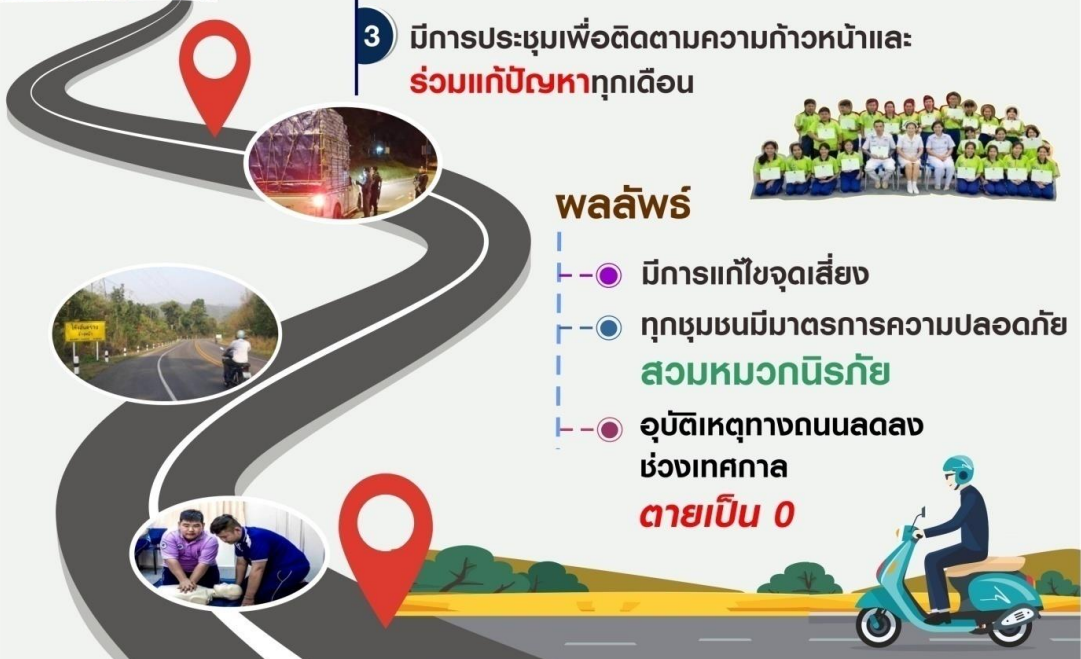 3 มีการประชุมเพื่อติดตามความก้าวหน้าและ
ร่วมแก้ปัญหาทุกเดือน
ผลลัพธ์
มีการแก้ไขจุดเสี่ยง
ทุกชุมชนมีมาตรการความปลอดภัย
สวมหมวกนิรภัย
อุบัติเหตุทางถนนลดลง
ช่วงเทศกาล
ตายเป็น 0